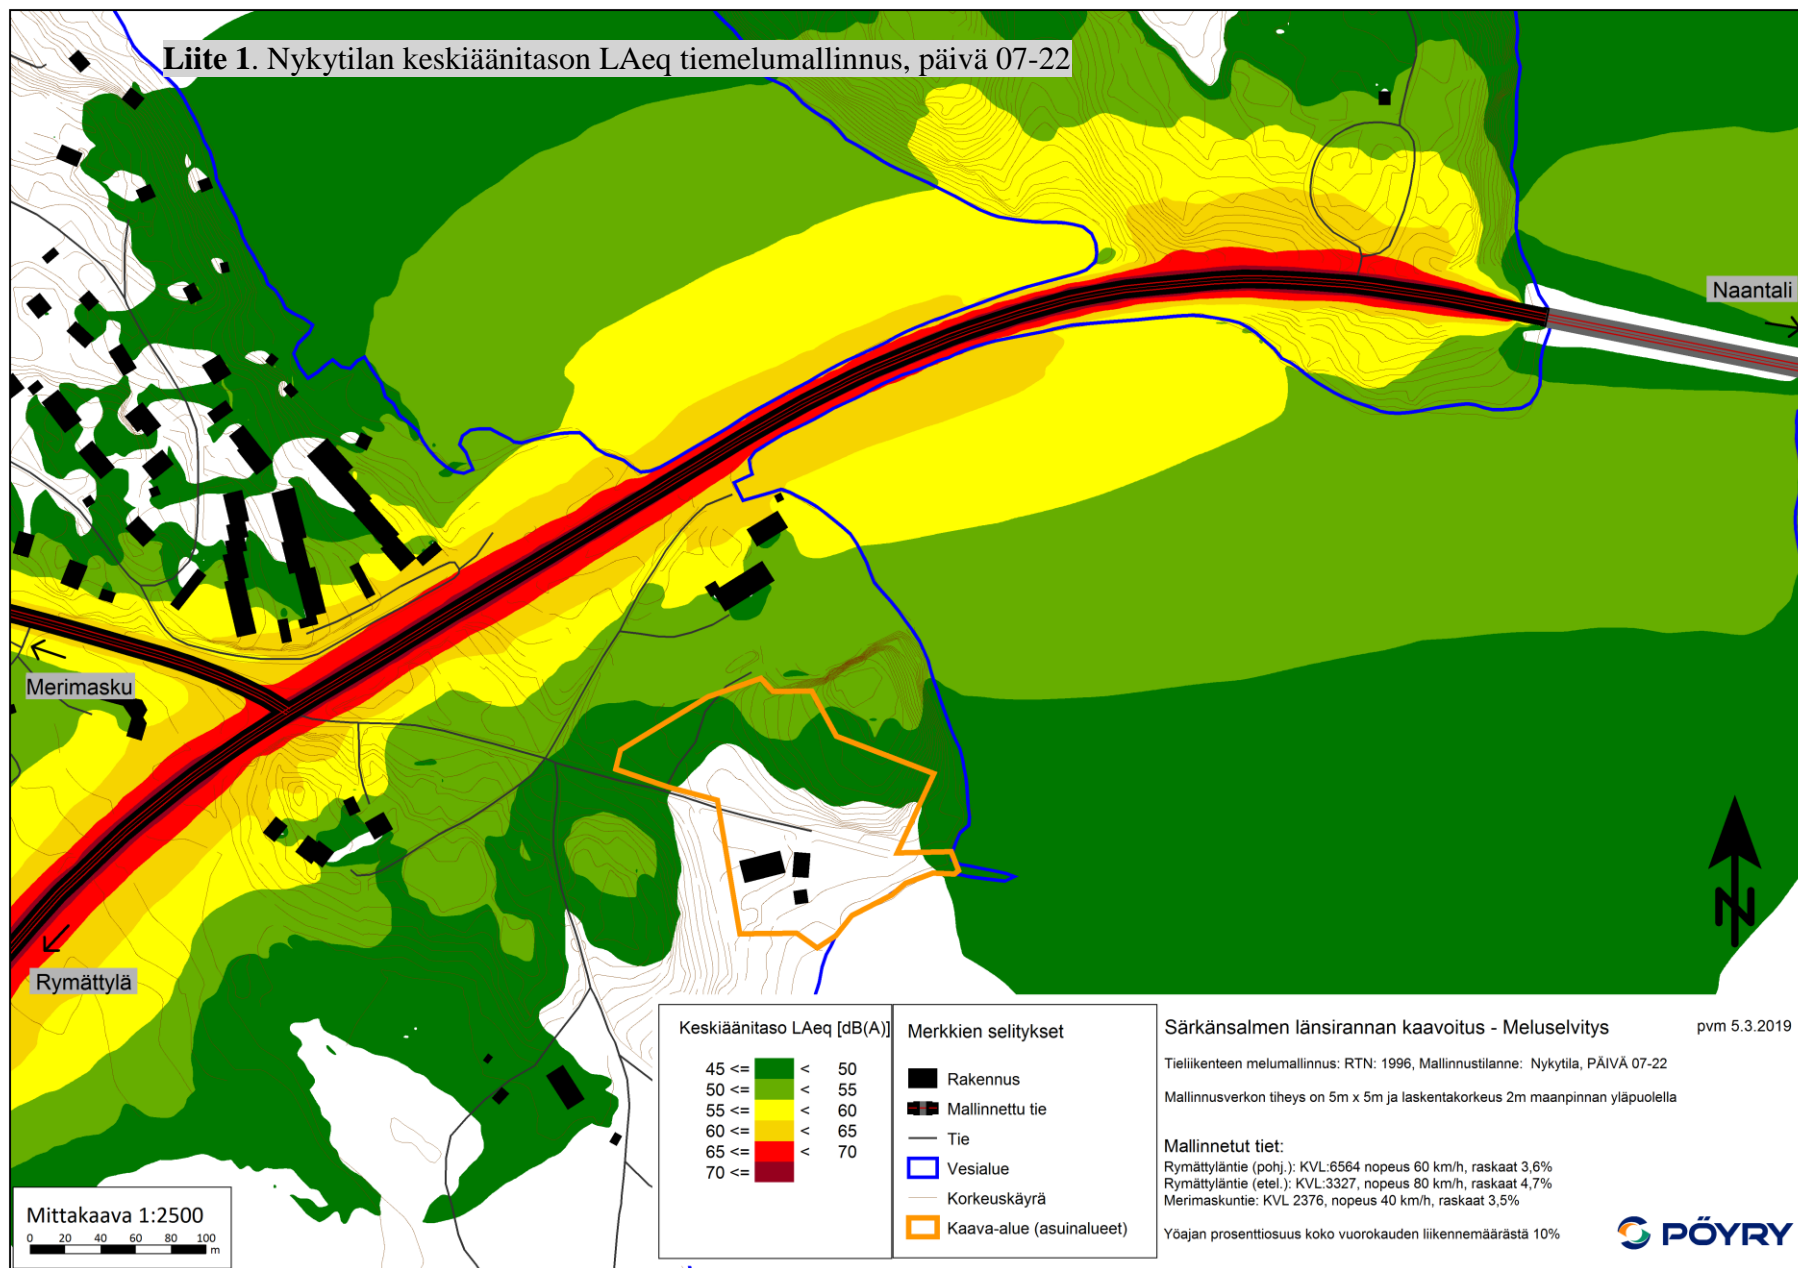 Liite 1. Nykytilan keskiäänitason LAeq tiemelumallinnus, päivä 07-22
Naantali
Merimasku
Rymättylä
Mittakaava 1:2500
0 20 40 60 80 100
m
Keskiäänitaso LAeq [dB(A)]
45 <= < 50
50 <= < 55
55 <= < 60
60 <= < 65
65 <= < 70
70 <=
Merkkien selitykset
Rakennus
Mallinnettu tie
Tie
Vesialue
Korkeuskäyrä
Kaava-alue (asuinalueet)
Särkänsalmen länsirannan kaavoitus - Meluselvitys pvm 5.3.2019
Tieliikenteen melumallinnus: RTN: 1996, Mallinnustilanne: Nykytila, PÄIVÄ 07-22
Mallinnusverkon tiheys on 5m x 5m ja laskentakorkeus 2m maanpinnan yläpuolella
Mallinnetut tiet:
Rymättyläntie (pohj.): KVL:6564 nopeus 60 km/h, raskaat 3,6%
Rymättyläntie (etel.): KVL:3327, nopeus 80 km/h, raskaat 4,7%
Merimaskuntie: KVL 2376, nopeus 40 km/h, raskaat 3,5%
Yöajan prosenttiosuus koko vuorokauden liikennemäärästä 10%
N
PÖYRY